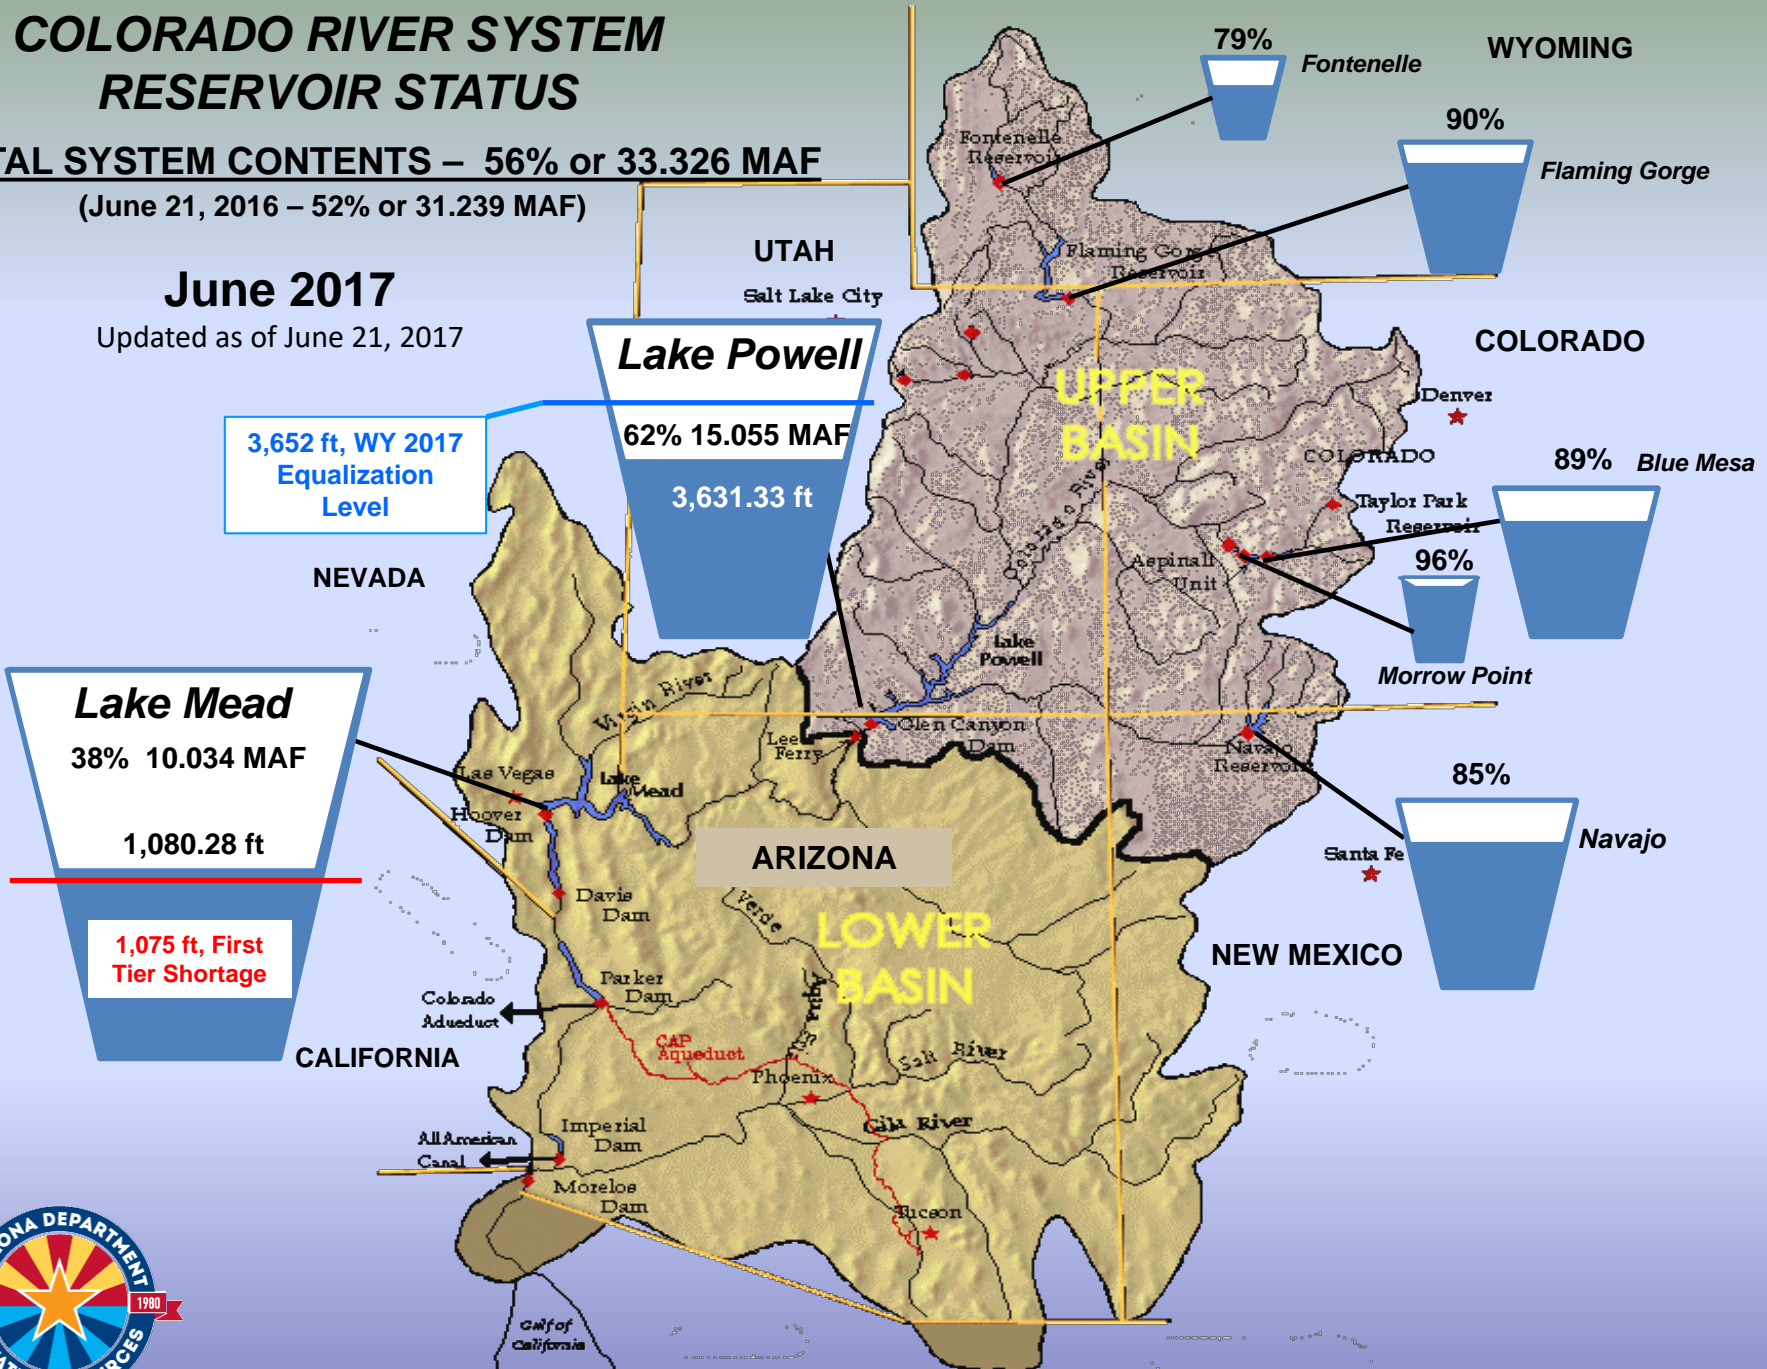 COLORADO RIVER SYSTEM
RESERVOIR STATUS
TAL SYSTEM CONTENTS – 56% or 33.326 MAF
(June 21, 2016 – 52% or 31.239 MAF)
June 2017
Updated as of June 21, 2017
79%
Fontenelle
WYOMING
90%
Flaming Gorge
Fontenelle
Reservoir
UTAH
Salt Lake City
Flaming Gorge
Reservoir
COLORADO
Lake Powell
62% 15.055 MAF
3,631.33 ft
3,652 ft, WY 2017
Equalization
Level
UPPER
BASIN
Denver
COLORADO
89%
Blue Mesa
Taylor Park
Reservoir
Colorado River
Aspinall
Unit
96%
Morrow Point
NEVADA
Lake
Powell
Virgin River
Lee
Ferry
Glen Canyon
Dam
Navajo
Reservoir
85%
Navajo
Lake Mead
38% 10.034 MAF
1,080.28 ft
1,075 ft, First
Tier Shortage
Las Vegas
Lake
Mead
Hoover
Dam
ARIZONA
Santa Fe
Davis
Dam
Verde
LOWER
BASIN
NEW MEXICO
Parker
Dam
Colorado
Adueduct
Agua Fria
CALIFORNIA
CAP
Aqueduct
Salt River
Phoenix
Gila River
Imperial
Dam
All American
Canal
Morelos
Dam
Tucson
Gulf of
California
ONA DEPARTMENT
1980